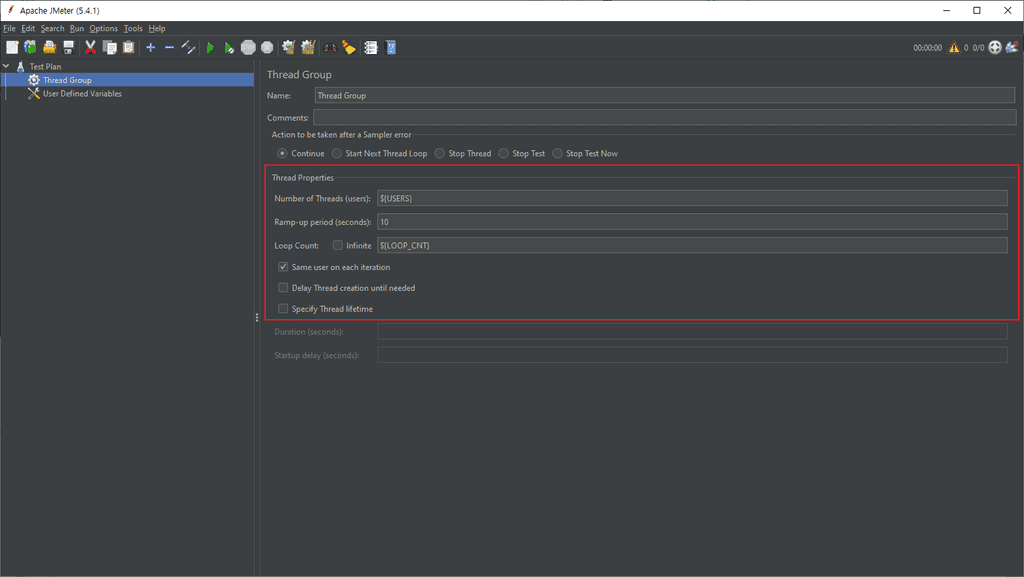 Apache JMeter (5.4.1)
File Edit Search Run Options Tools Help
00:00:00 0 0/0
Test Plan
Thread Group
User Defined Variables
Thread Group
Name: Thread Group
Comments:
Action to be taken after a Sampler error
Continue Start Next Thread Loop Stop Thread Stop Test Stop Test Now
Thread Properties
Number of Threads (users): ${USERS}
Ramp-up period (seconds): 10
Loop Count: Infinite ${LOOP_CNT}
Same user on each iteration
Delay Thread creation until needed
Specify Thread lifetime
Duration (seconds):
Startup delay (seconds):